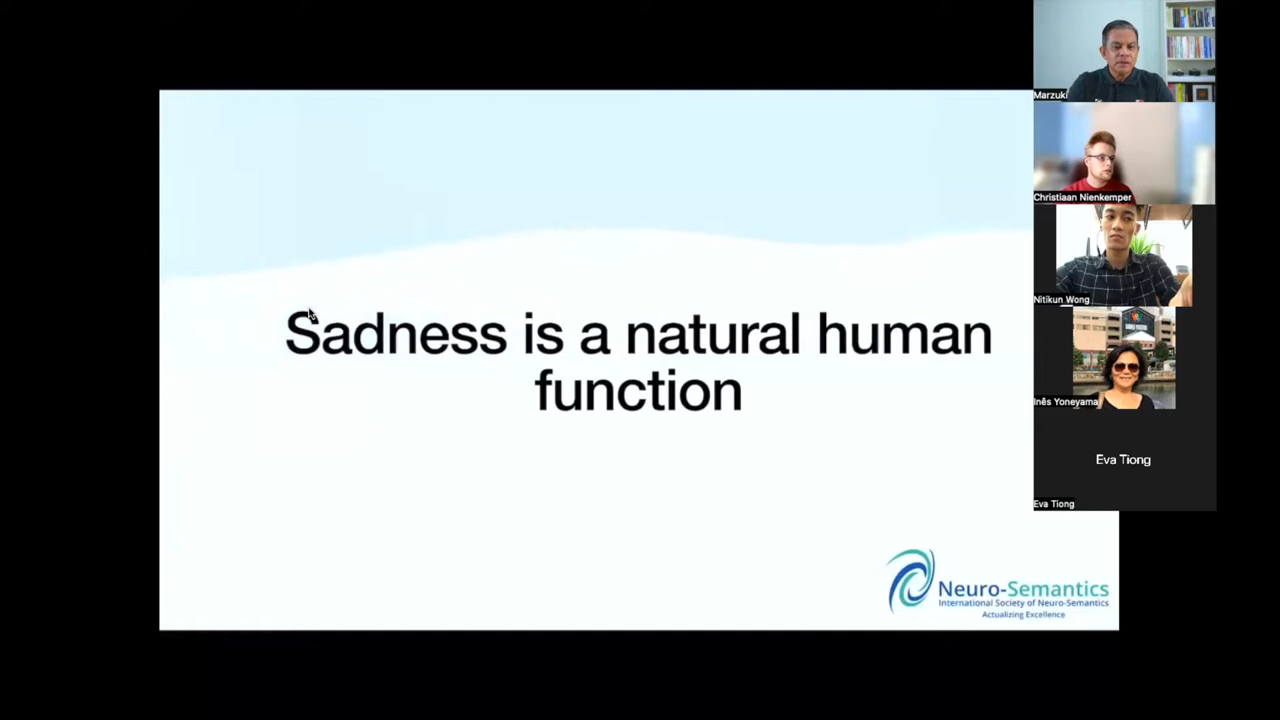 Sadness is a natural human
function
Neuro-Semantics
International Society of Neuro-Semantics
Actualizing Excellence
Marzuki
Christiaan Nienkemper
Nitikun Wong
Inês Yoneyama
Eva Tiong
Eva Tiong